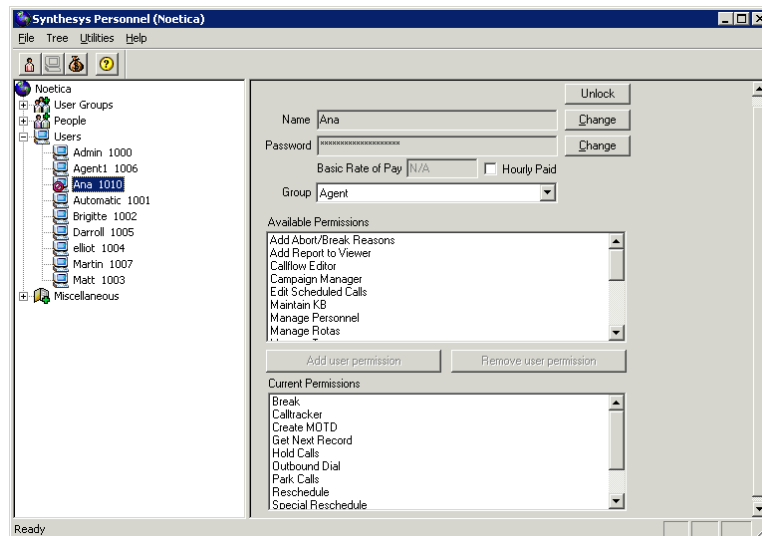 Synthesys Personnel (Noetica)
File Tree Utilities Help
Noetica
User Groups
People
Users
Admin 1000
Agent1 1006
Ana 1010
Automatic 1001
Brigitte 1002
Darroll 1005
elliot 1004
Martin 1007
Matt 1003
Miscellaneous
Unlock
Name Ana Change
Password ******************* Change
Basic Rate of Pay N/A Hourly Paid
Group Agent
Available Permissions
Add Abort/Break Reasons
Add Report to Viewer
Callflow Editor
Campaign Manager
Edit Scheduled Calls
Maintain KB
Manage Personnel
Manage Rotas
Add user permission Remove user permission
Current Permissions
Break
Calltracker
Create MOTD
Get Next Record
Hold Calls
Outbound Dial
Park Calls
Reschedule
Special Reschedule
Ready